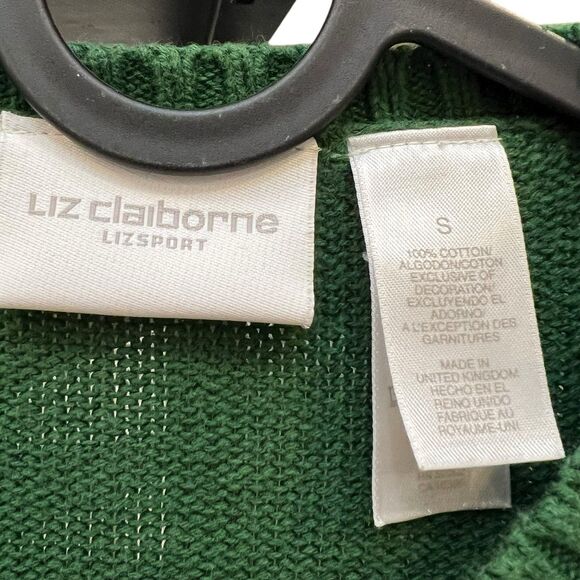 Liz claiborne
LIZSPORT
S
100% COTTON/
ALGODON/COTON
EXCLUSIVE OF
DECORATION/
EXCLUYENDO EL
ADORNO/
A L'EXCEPTION DES
GARNITURES
MADE IN
UNITED KINGDOM
HECHO EN EL
REINO UNIDO
FABRIQUE AU
ROYAUME-UNI